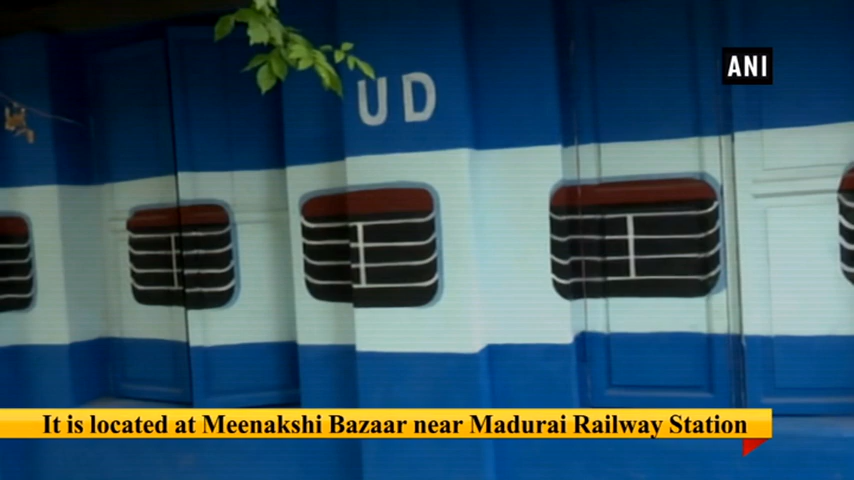 ANI
UD
It is located at Meenakshi Bazaar near Madurai Railway Station